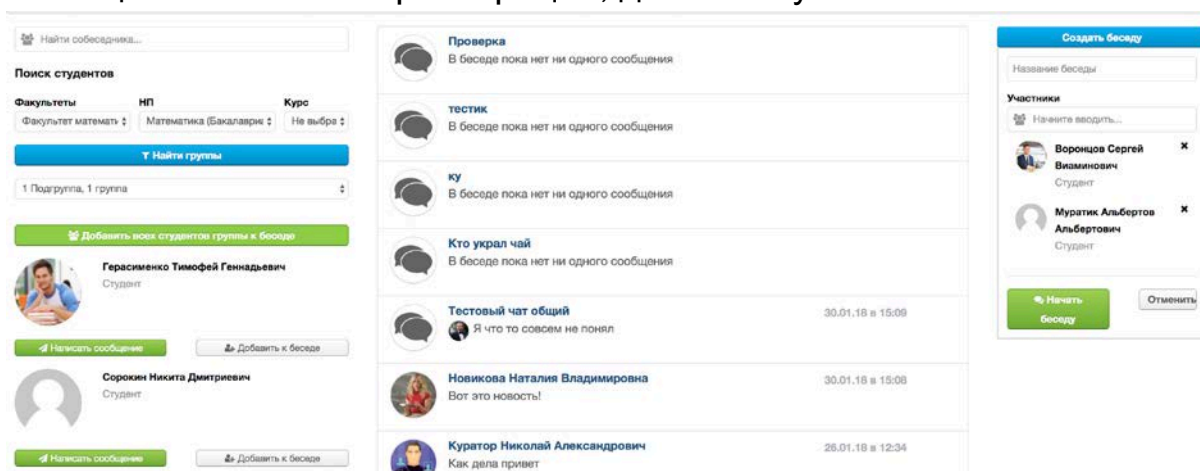 Найти собеседника...
Поиск студентов
Факультеты НП Курс
Факультет математи Математика (Бакалаври Не выбра
Найти группы
1 Подгруппа, 1 группа
Добавить всех студентов группы к беседе
Герасименко Тимофей Геннадьевич
Студент
Написать сообщение Добавить к беседе
Сорокин Никита Дмитриевич
Студент
Написать сообщение Добавить к беседе
Проверка
В беседе пока нет ни одного сообщения
тестик
В беседе пока нет ни одного сообщения
ку
В беседе пока нет ни одного сообщения
Кто украл чай
В беседе пока нет ни одного сообщения
Тестовый чат общий 30.01.18 в 15:09
Я что то совсем не понял
Новикова Наталия Владимировна 30.01.18 в 15:08
Вот это новость!
Куратор Николай Александрович 26.01.18 в 12:34
Как дела привет
Создать беседу
Название беседы
Участники
Начните вводить...
Воронцов Сергей
Виаминович
Студент
Муратик Альбертов
Альбертович
Студент
Начать
беседу
Отменить